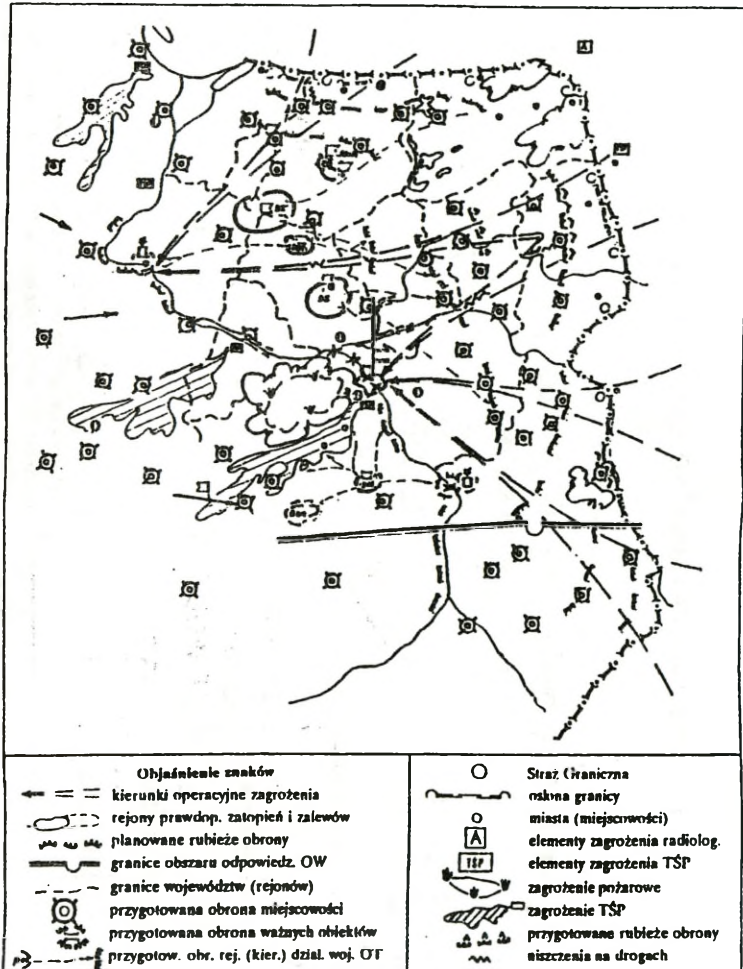 A
Objaśnienie znaków
kierunki operacyjne zagrożenia
rejony prawdop. zatopień i zalewów
planowane rubieże obrony
granice obszaru odpowiedz. OW
granice województw (rejonów)
przygotowana obrona miejscowości
przygotowana obrona ważnych obiektów
przygotow. obr. rej. (kier.) dział. woj. OT
Straż Graniczna
osłona granicy
miasta (miejscowości)
A elementy zagrożenia radiolog.
TŚP elementy zagrożenia TŚP
zagrożenie pożarowe
zagrożenie TŚP
przygotowane rubieże obrony
niszczenia na drogach